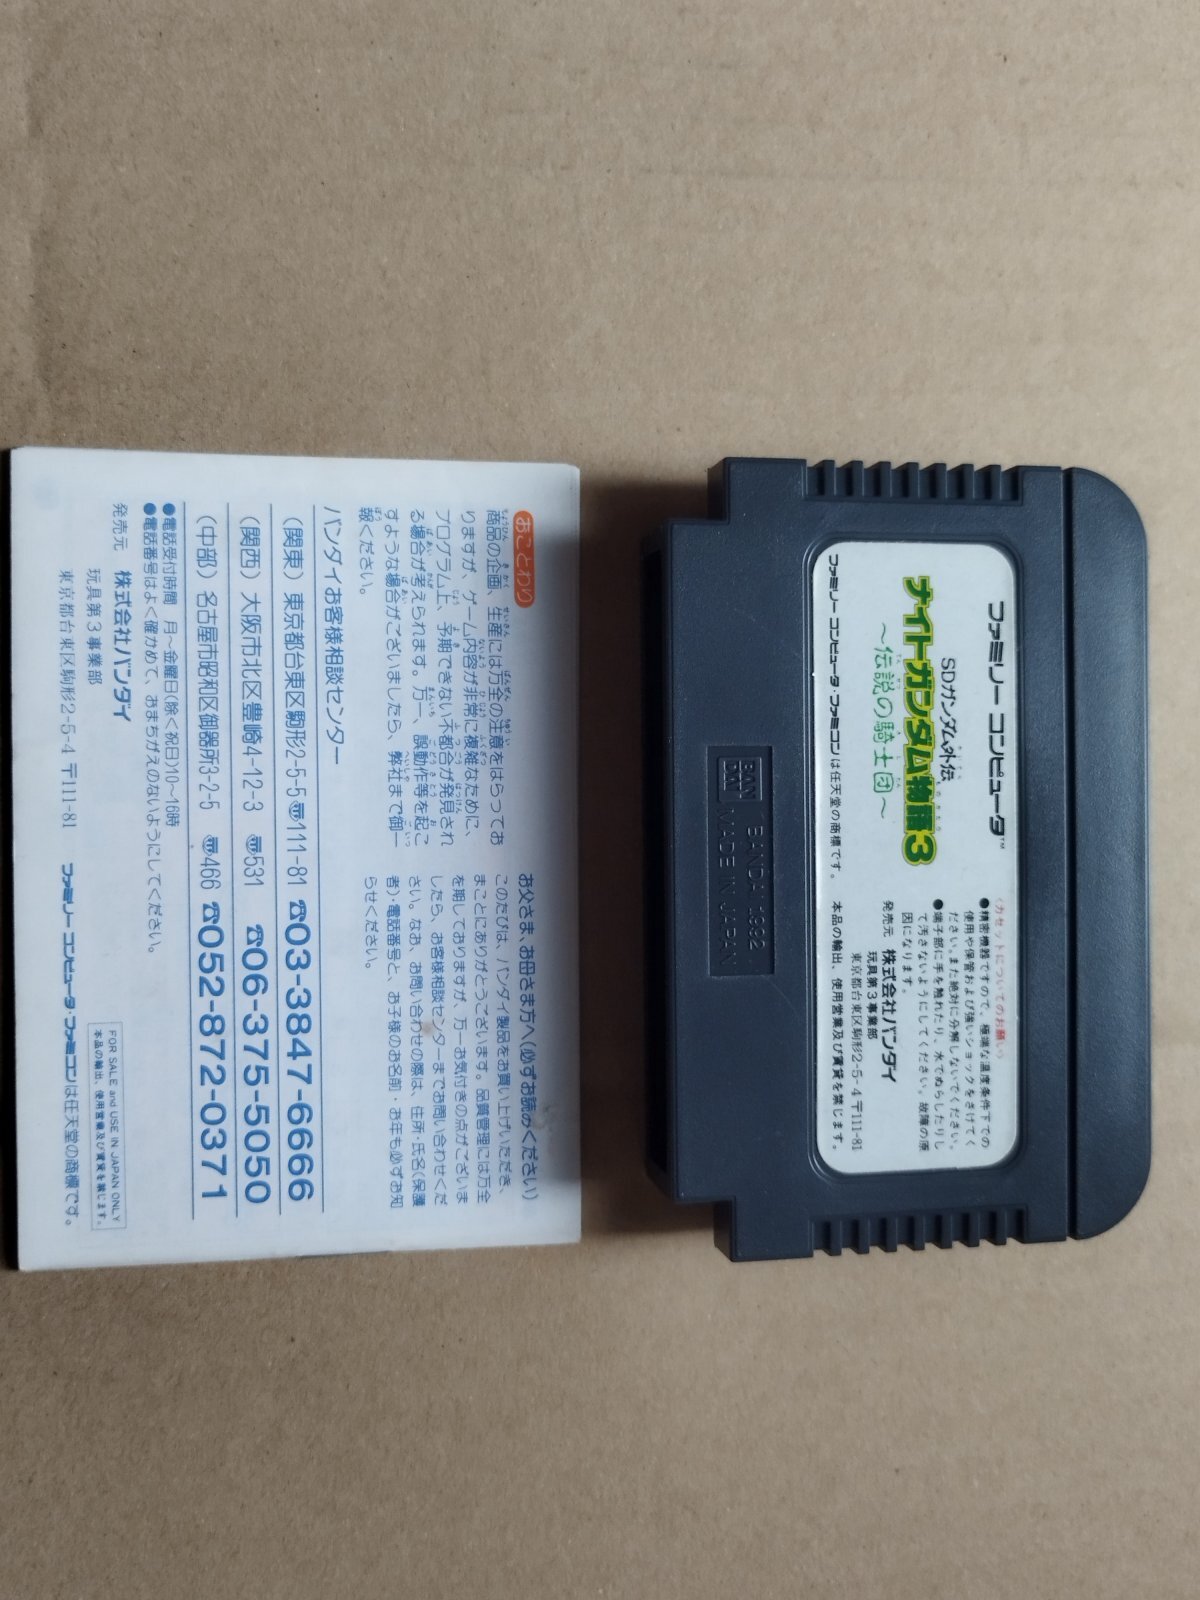 ファミリー コンピュータ™
SDガンダム外伝
ナイトガンダム物語3
～伝説の騎士団～
ファミリー コンピュータ・ファミコンは任天堂の商標です。
〈カセットについてのお願い〉
●精密機器ですので、極端な温度条件下での
使用や保管および強いショックをさけてく
ださい。また絶対に分解しないでください。
●端子部に手を触れたり、水でぬらしたりし
て汚さないようにしてください。故障の原
因になります。
発売元 株式会社バンダイ
玩具第3事業部
東京都台東区駒形2-5-4 〒111-81
本品の輸出、使用営業及び賃貸を禁じます。
BAN
DAI
BANDAI 1992
MADE IN JAPAN
おことわり
商品の企画、生産には万全の注意をはらってお
りますが、ゲーム内容が非常に複雑なために、
プログラム上、予期できない不都合が発見され
る場合が考えられます。万一、誤動作等を起こ
すような場合がございましたら、弊社まで御一
報ください。
お父さま、お母さま方へ(必ずお読みください)
このたびは、バンダイ製品をお買い上げいただき、
まことにありがとうございます。品質管理には万全
を期しておりますが、万一お気付きの点がございま
したら、お客様相談センターまでお問い合わせくだ
さい。なお、お問い合わせの際は、住所・氏名(保護
者)・電話番号と、お子様のお名前・お年も必ずお知
らせください。
バンダイお客様相談センター
(関東) 東京都台東区駒形2-5-5 〒111-81 ☎03-3847-6666
(関西) 大阪市北区豊崎4-12-3 〒531 ☎06-375-5050
(中部) 名古屋市昭和区御器所3-2-5 〒466 ☎052-872-0371
●電話受付時間 月～金曜日(除く祝日)10～16時
●電話番号はよく確かめて、おまちがえのないようにしてください。
発売元 株式会社バンダイ
玩具第3事業部
東京都台東区駒形2-5-4 〒111-81
FOR SALE and USE IN JAPAN ONLY
本品の輸出、使用営業及び賃貸を禁じます。
ファミリー コンピュータ・ファミコンは任天堂の商標です。